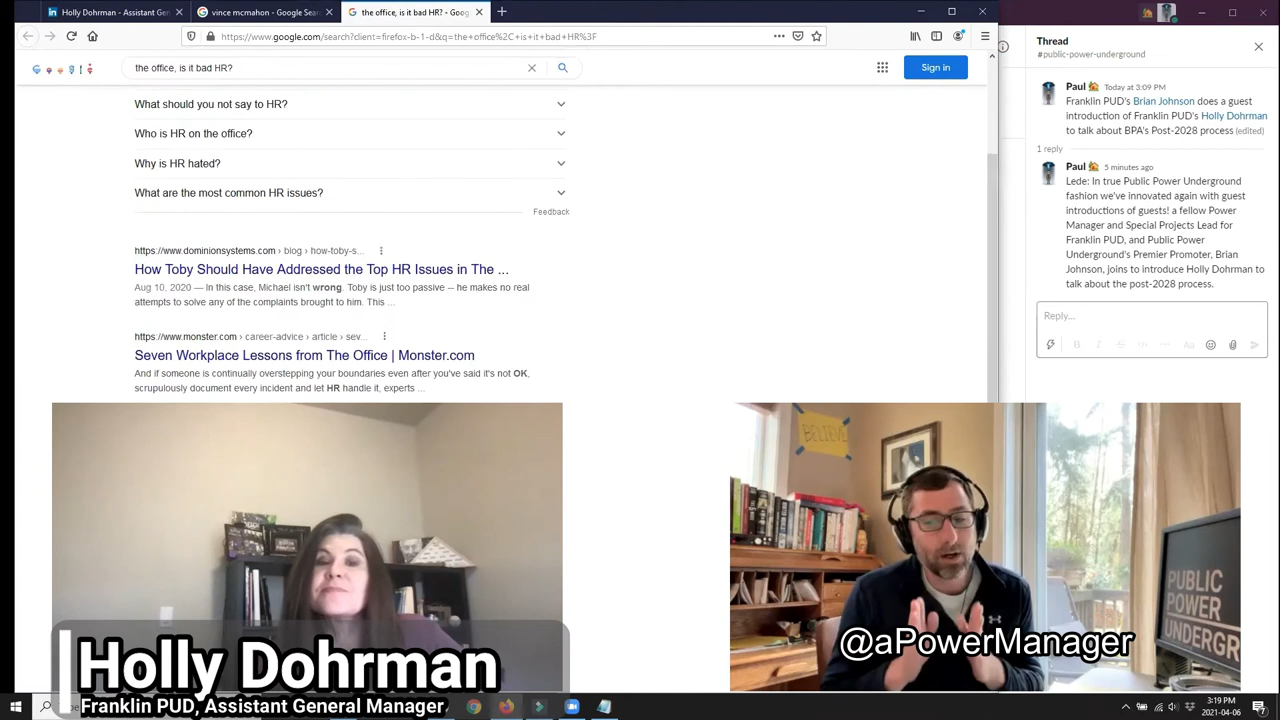 Holly Dohrman - Assistant Gen
vince mcmahon - Google Sear
the office, is it bad HR? - Goog
https://www.google.com/search?client=firefox-b-1-d&q=the+office%2C+is+it+bad+HR%3F
the office, is it bad HR?
Sign in
What should you not say to HR?
Who is HR on the office?
Why is HR hated?
What are the most common HR issues?
Feedback
https://www.dominionsystems.com › blog › how-toby-s...
How Toby Should Have Addressed the Top HR Issues in The ...
Aug 10, 2020 — In this case, Michael isn't wrong. Toby is just too passive -- he makes no real
attempts to solve any of the complaints brought to him. This ...
https://www.monster.com › career-advice › article › sev...
Seven Workplace Lessons from The Office | Monster.com
And if someone is continually overstepping your boundaries even after you've said it's not OK,
scrupulously document every incident and let HR handle it, experts ...
Thread
#public-power-underground
Paul Today at 3:09 PM
Franklin PUD's Brian Johnson does a guest
introduction of Franklin PUD's Holly Dohrman
to talk about BPA's Post-2028 process (edited)
1 reply
Paul 5 minutes ago
Lede: In true Public Power Underground
fashion we've innovated again with guest
introductions of guests! a fellow Power
Manager and Special Projects Lead for
Franklin PUD, and Public Power
Underground's Premier Promoter, Brian
Johnson, joins to introduce Holly Dohrman to
talk about the post-2028 process.
Reply...
BELIEVE
PUBLIC
POWER
UNDERGR
@aPowerManager
Holly Dohrman
Franklin PUD, Assistant General Manager
3:19 PM
2021-04-06